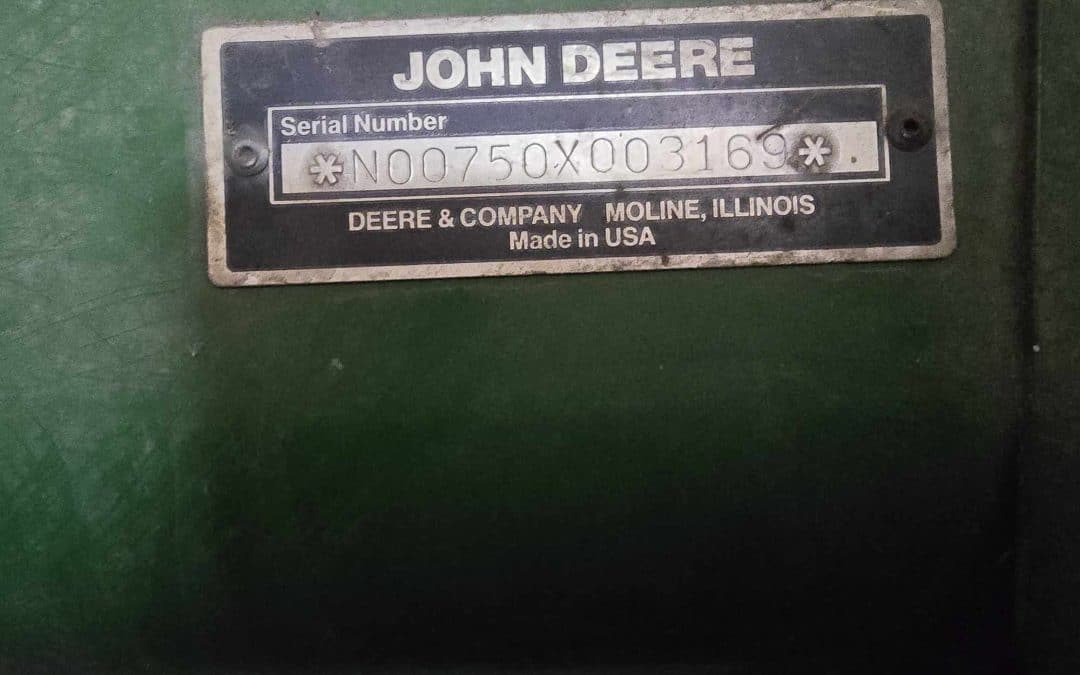 JOHN DEERE
Serial Number
*N00750X003169*
DEERE & COMPANY MOLINE, ILLINOIS
Made in USA